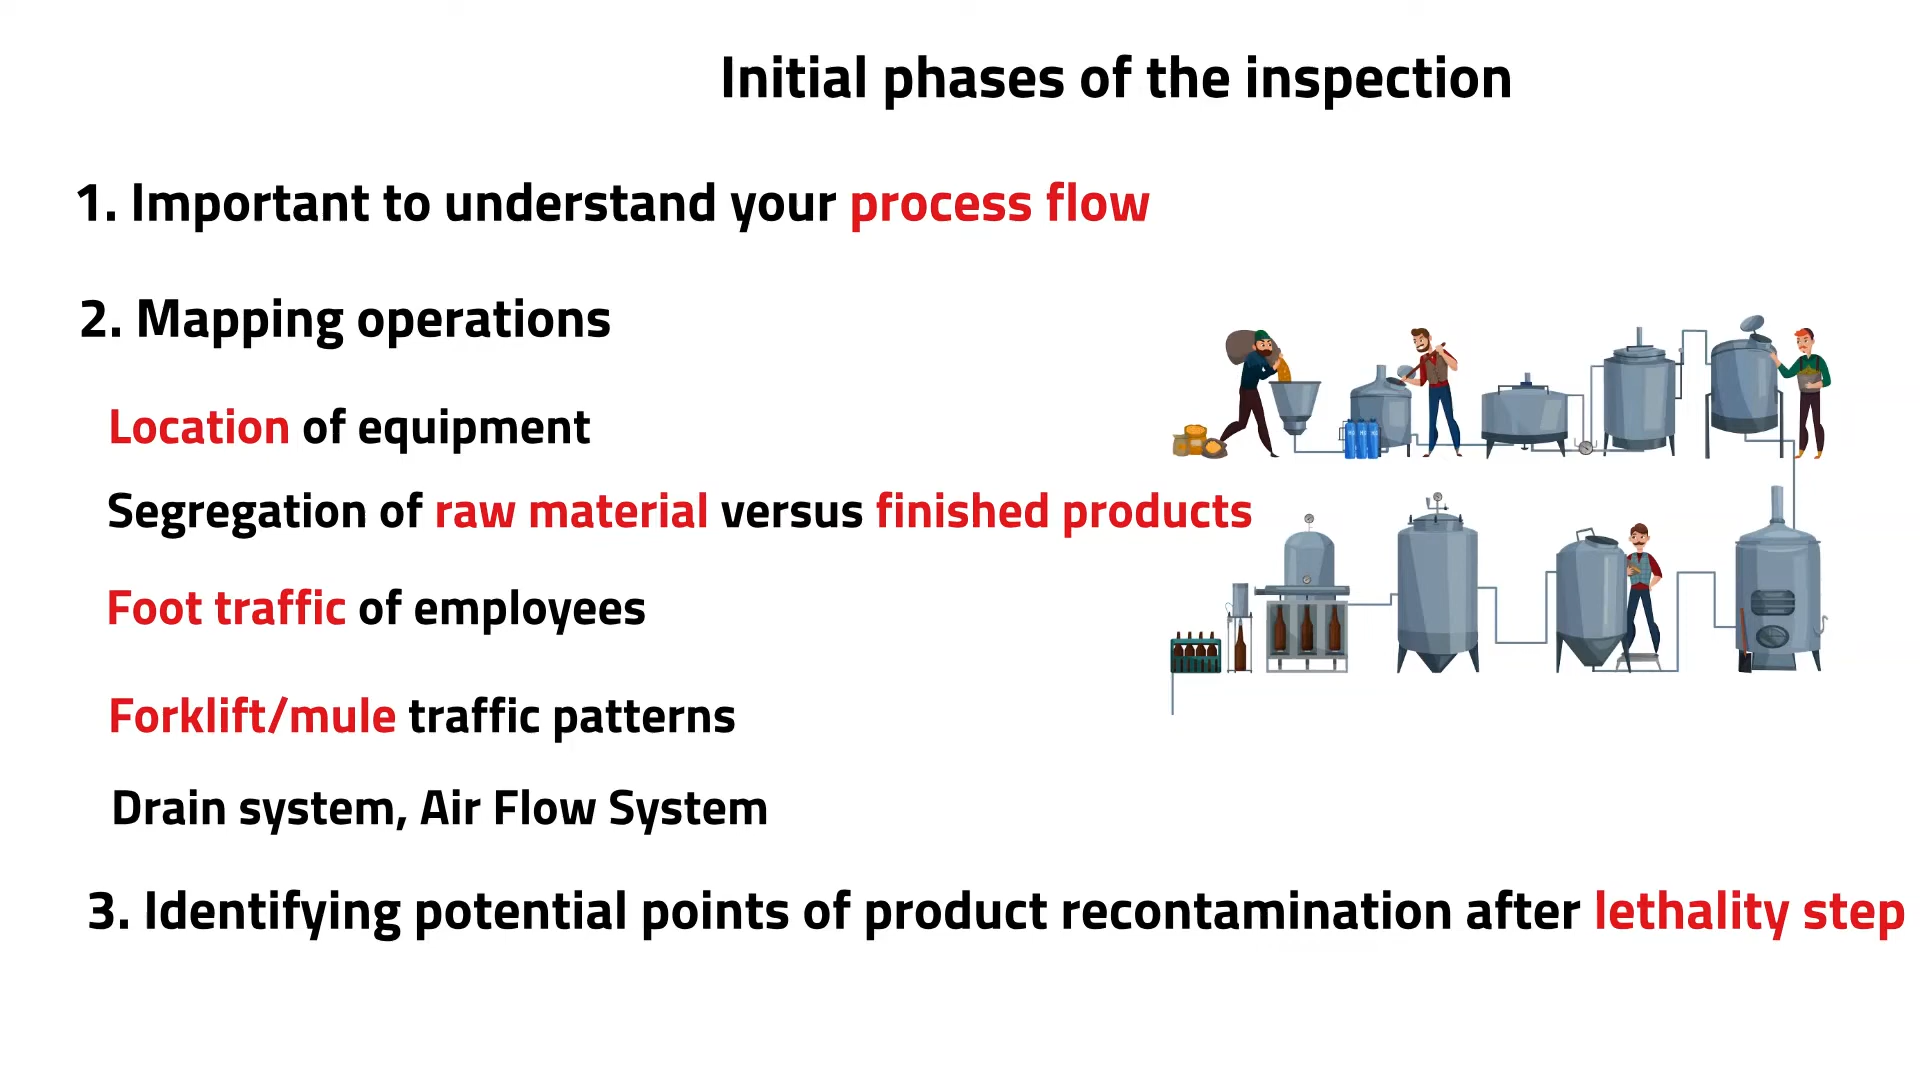 Initial phases of the inspection
1. Important to understand your process flow
2. Mapping operations
Location of equipment
Segregation of raw material versus finished products
Foot traffic of employees
Forklift/mule traffic patterns
Drain system, Air Flow System
3. Identifying potential points of product recontamination after lethality step